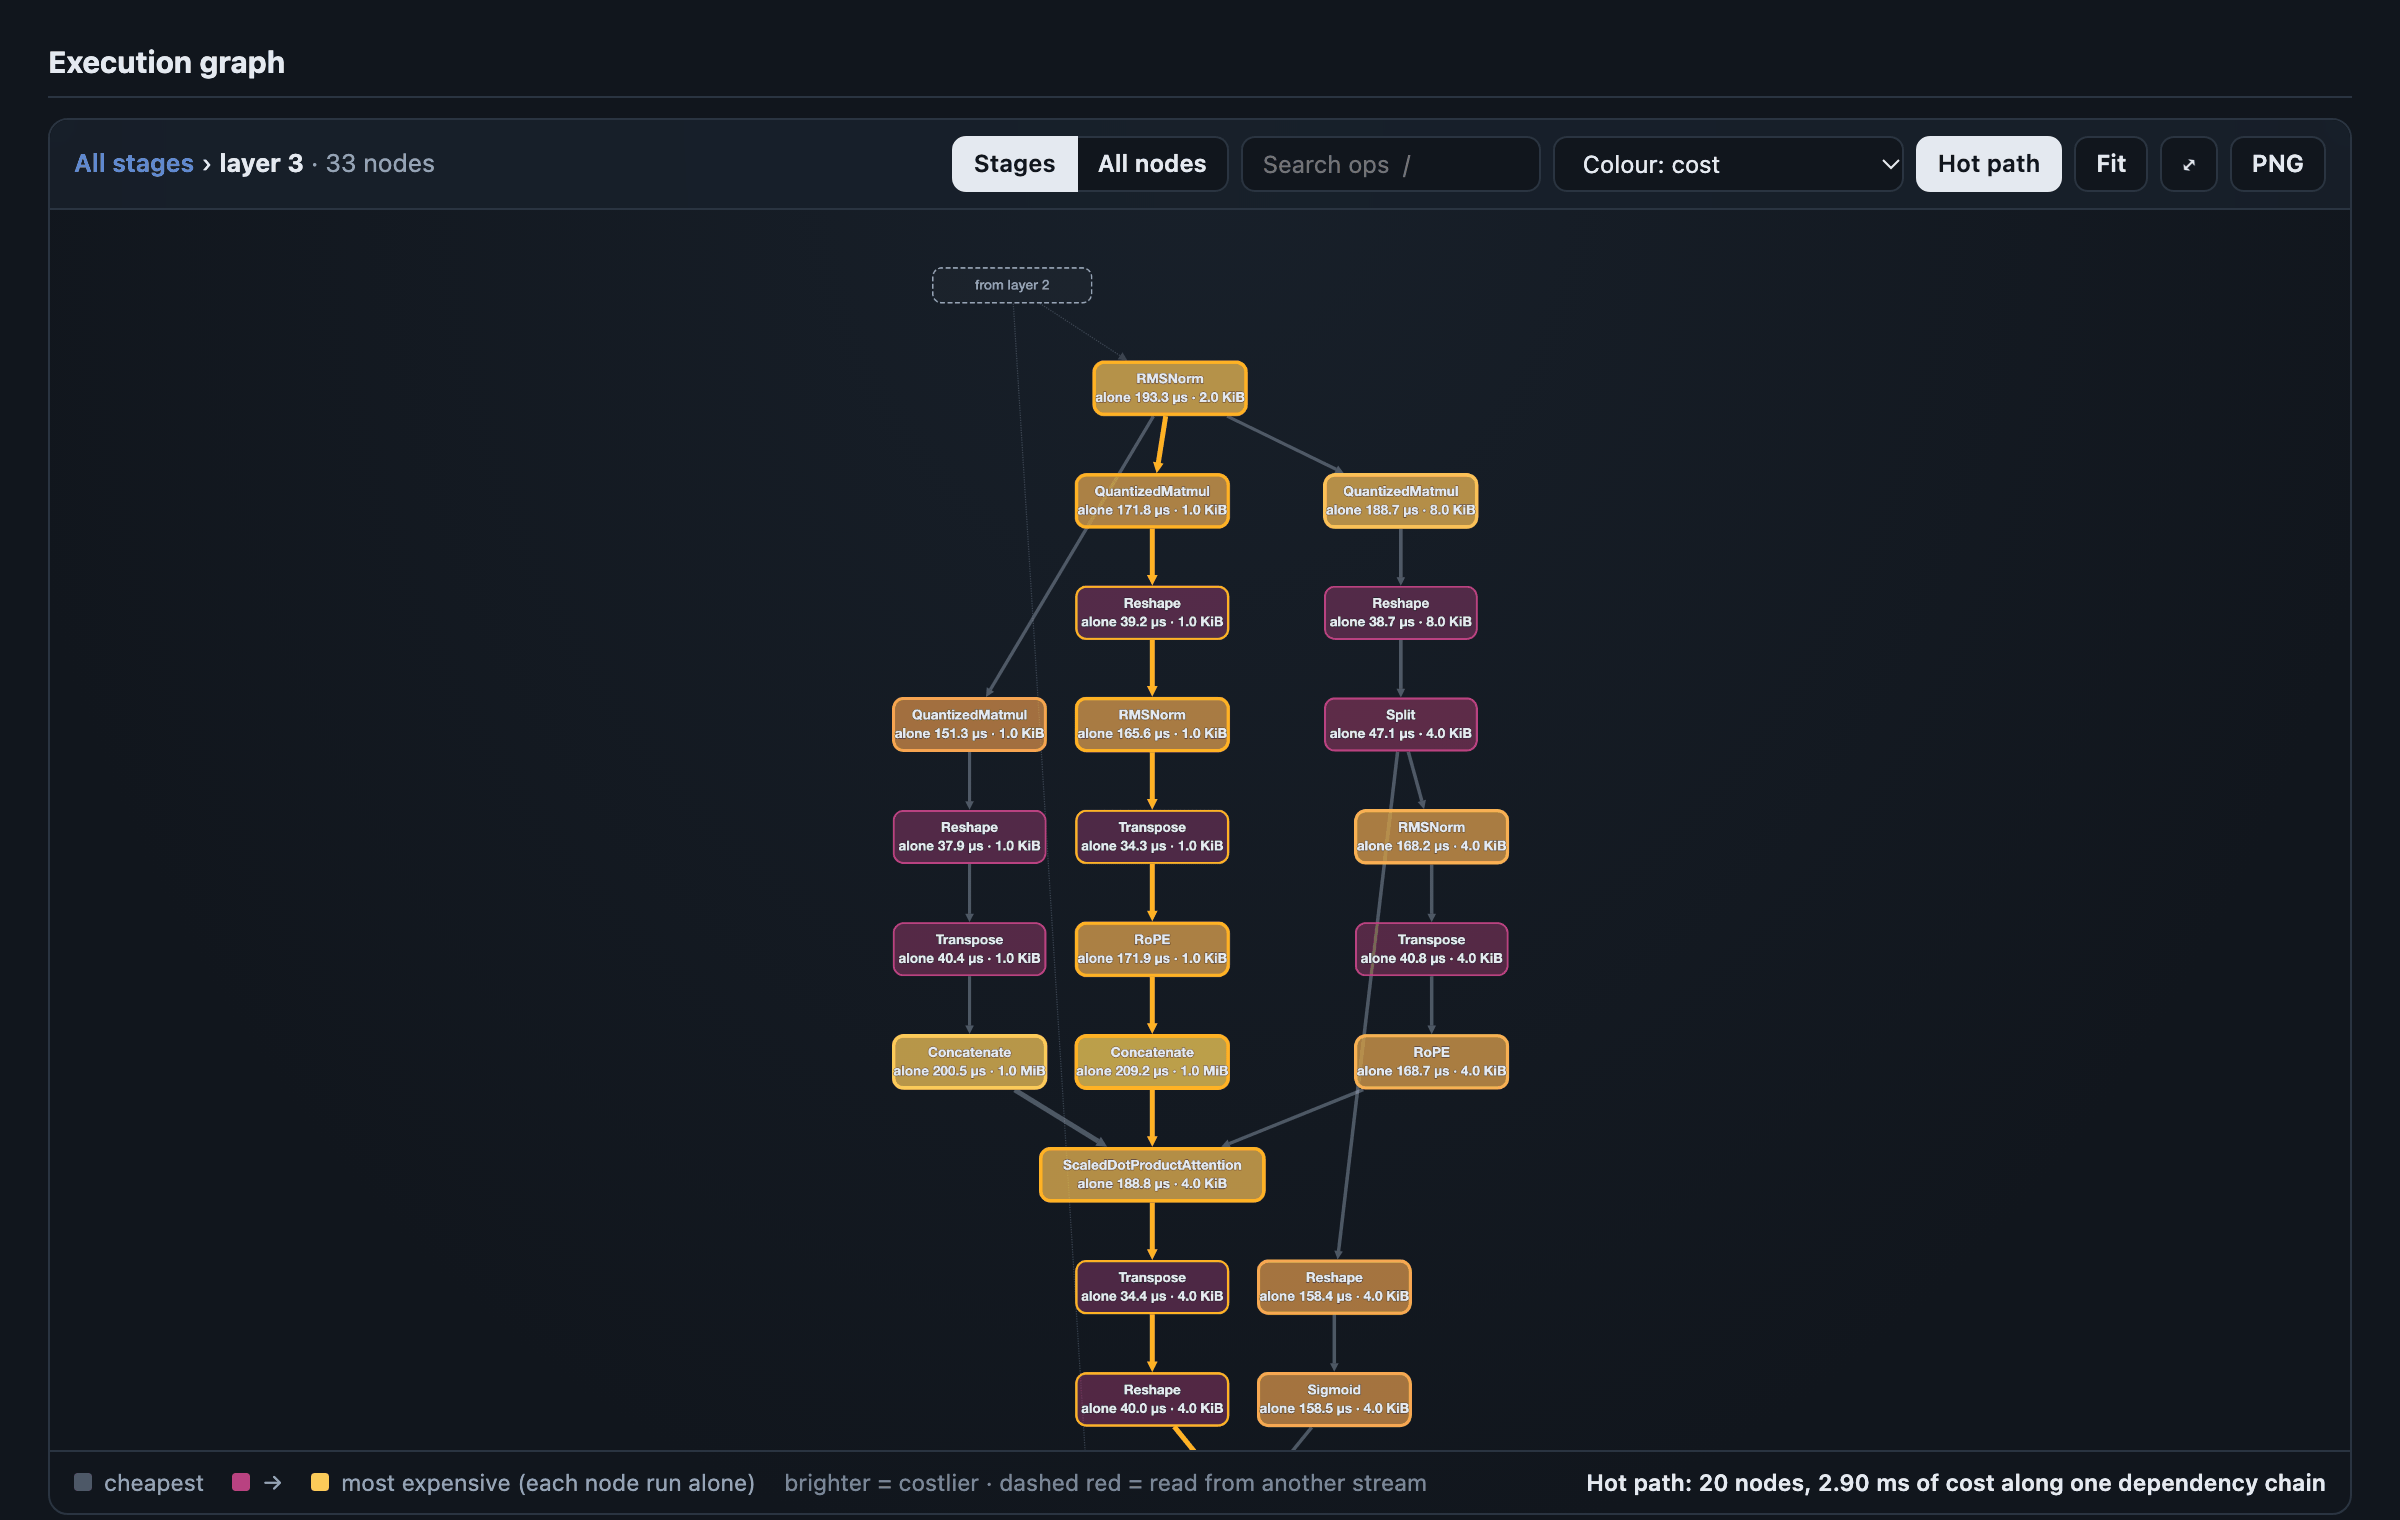 Execution graph
All stages › layer 3 · 33 nodes
Stages
All nodes
Search ops /
Colour: cost
Hot path
Fit
⤢
PNG
from layer 2
RMSNorm
alone 193.3 µs · 2.0 KiB
QuantizedMatmul
alone 171.8 µs · 1.0 KiB
QuantizedMatmul
alone 188.7 µs · 8.0 KiB
Reshape
alone 39.2 µs · 1.0 KiB
Reshape
alone 38.7 µs · 8.0 KiB
QuantizedMatmul
alone 151.3 µs · 1.0 KiB
RMSNorm
alone 165.6 µs · 1.0 KiB
Split
alone 47.1 µs · 4.0 KiB
Reshape
alone 37.9 µs · 1.0 KiB
Transpose
alone 34.3 µs · 1.0 KiB
RMSNorm
alone 168.2 µs · 4.0 KiB
Transpose
alone 40.4 µs · 1.0 KiB
RoPE
alone 171.9 µs · 1.0 KiB
Transpose
alone 40.8 µs · 4.0 KiB
Concatenate
alone 200.5 µs · 1.0 MiB
Concatenate
alone 209.2 µs · 1.0 MiB
RoPE
alone 168.7 µs · 4.0 KiB
ScaledDotProductAttention
alone 188.8 µs · 4.0 KiB
Transpose
alone 34.4 µs · 4.0 KiB
Reshape
alone 158.4 µs · 4.0 KiB
Reshape
alone 40.0 µs · 4.0 KiB
Sigmoid
alone 158.5 µs · 4.0 KiB
cheapest → most expensive (each node run alone) brighter = costlier · dashed red = read from another stream
Hot path: 20 nodes, 2.90 ms of cost along one dependency chain